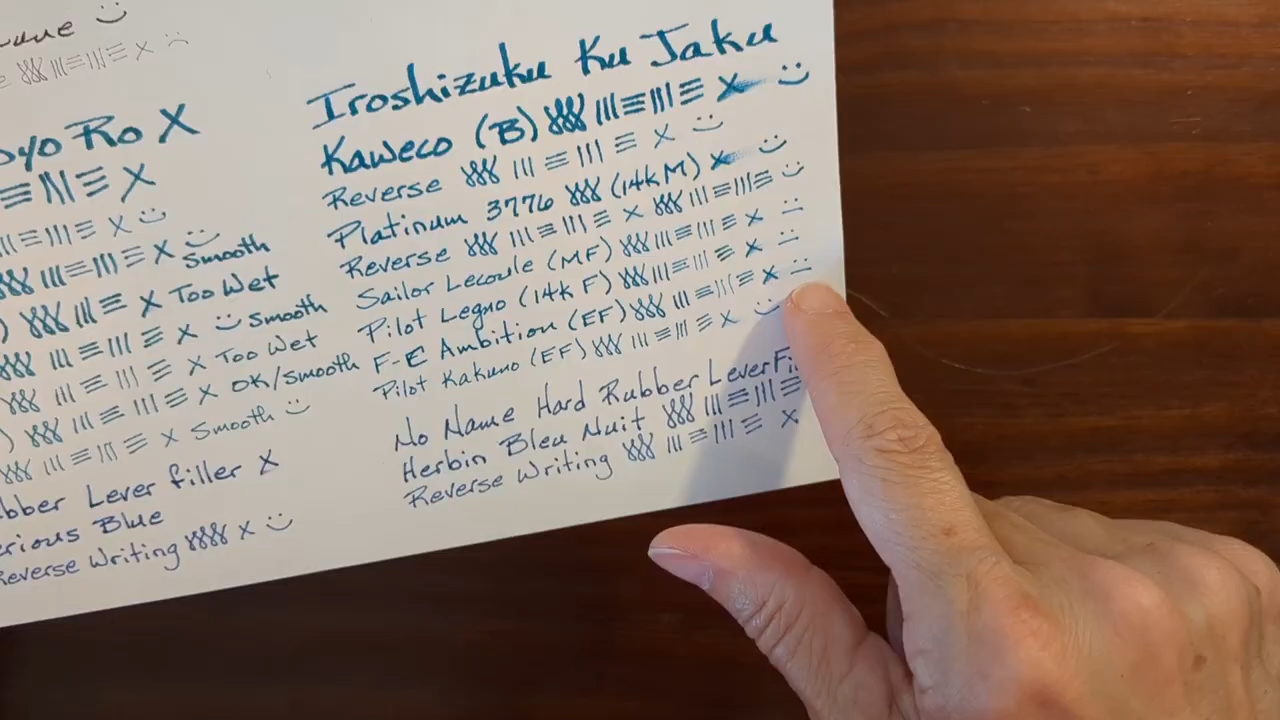 Ro X
X
X
X Smooth
X Too Wet
X Smooth
X Too Wet
X OK/Smooth
X Smooth
Lever filler X
Blue
Reverse Writing X
Iroshizuku Ku Jaku
Kaweco (B) X
Reverse X
Platinum 3776 (14k M) X
Reverse X
Sailor Lecoule (MF) X
Pilot Legno (14k F) X
F-E Ambition (EF) X
Pilot Kakuno (EF) X
No Name Hard Rubber Lever
Herbin Bleu Nuit
Reverse Writing X